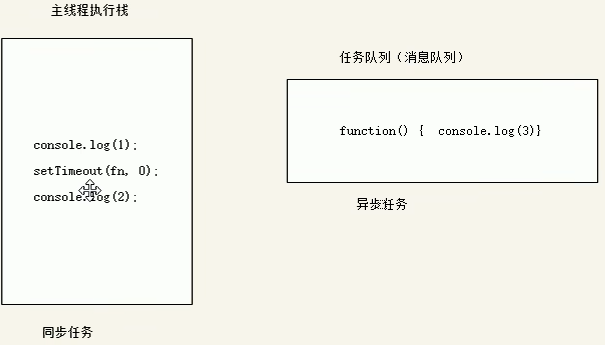 主线程执行栈
console.log(1);
setTimeout(fn, 0);
console.log(2);
同步任务
任务队列（消息队列）
function() {  console.log(3)}
异步任务